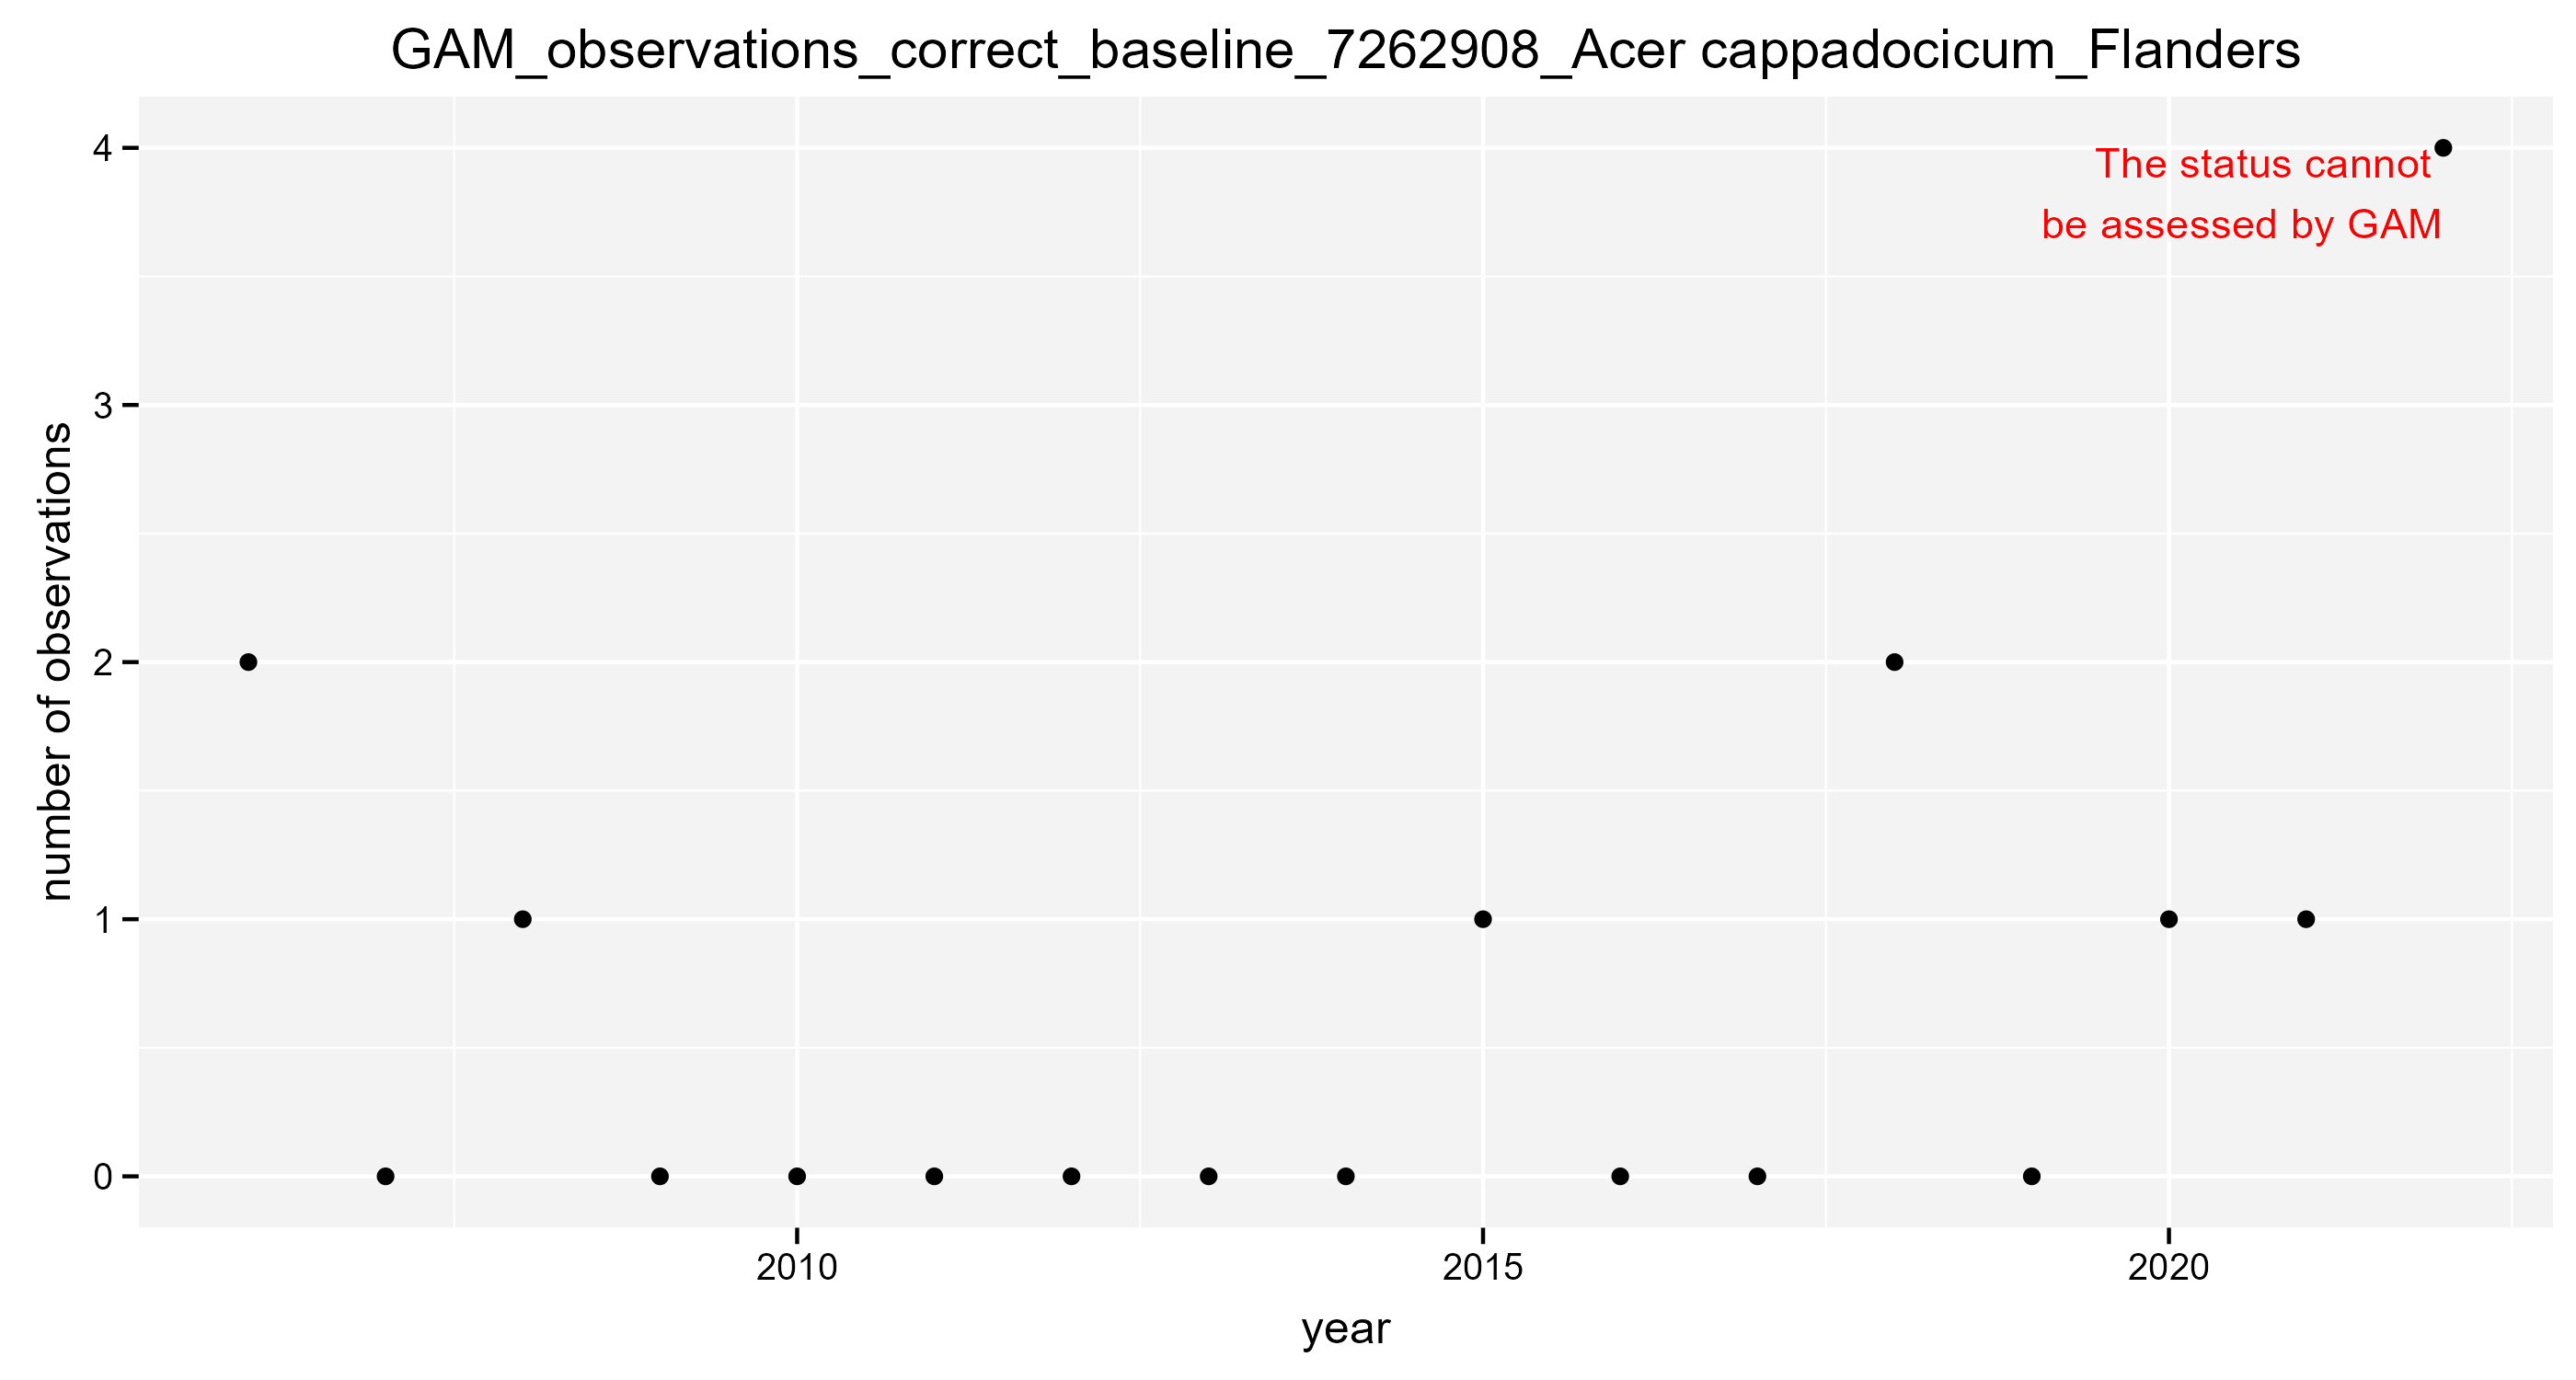 GAM_observations_correct_baseline_7262908_Acer cappadocicum_Flanders
The status cannot
be assessed by GAM
number of observations
4
3
2
1
0
2010
2015
2020
year